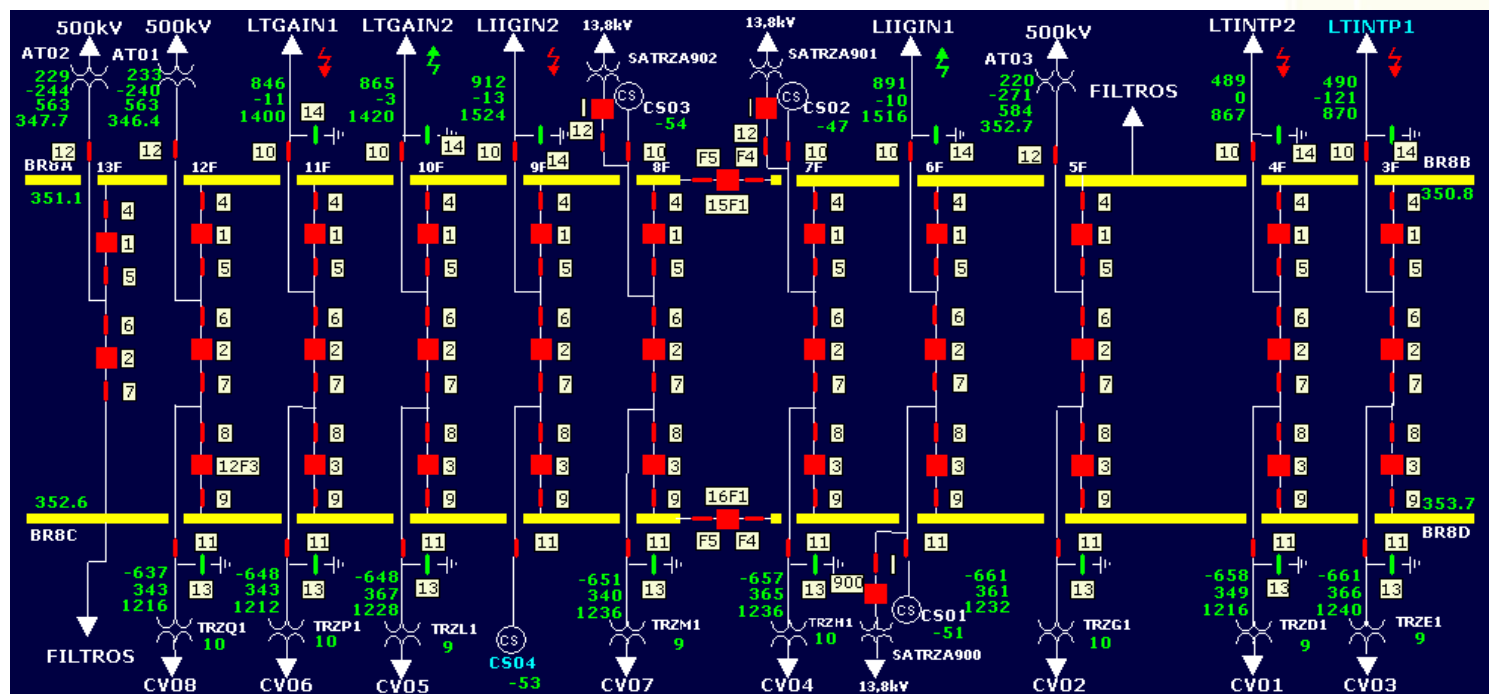 500kV 500kV LTGAIN1 LTGAIN2 LIIGIN2 13,8kV 13,8kV LIIGIN1 500kV LTINTP2 LTINTP1
AT02 AT01 SATRZA902 SATRZA901 AT03
229 233 846 865 912 891 220 489 490
-244 -240 -11 -3 -13 -10 -271 0 -121
563 563 1400 1420 1524 1516 584 867 870
347.7 346.4 352.7
CS CS03 CS CS02 FILTROS
-54 -47
14 14 14 14 14 14
12 12 10 10 10 12 10 12 10 10 12 10 10
F5 F4
BR8A 13F 12F 11F 10F 9F 8F 7F 6F 5F 4F 3F BR8B
351.1 15F1 350.8
4 4 4 4 4 4 4 4 4 4 4
1 1 1 1 1 1 1 1 1 1 1
5 5 5 5 5 5 5 5 5 5 5
6 6 6 6 6 6 6 6 6 6 6
2 2 2 2 2 2 2 2 2 2 2
7 7 7 7 7 7 7 7 7 7 7
8 8 8 8 8 8 8 8 8
12F3 3 3 3 3 3 3 3 3
9 9 9 9 9 9 9 9 9
352.6 16F1 353.7
BR8C F5 F4 BR8D
11 11 11 11 11 11 11 11 11 11
13 13 13 13 13 900 13 13 13
-637 -648 -648 -651 -657 -661 -658 -661
343 343 367 340 365 361 349 366
1216 1212 1228 1236 1236 1232 1216 1240
CS CS01
-51
TRZQ1 TRZP1 TRZL1 CS TRZM1 TRZH1 SATRZA900 TRZG1 TRZD1 TRZE1
10 10 9 9 10 10 9 9
FILTROS CS04
-53
CV08 CV06 CV05 CV07 CV04 13,8kV CV02 CV01 CV03